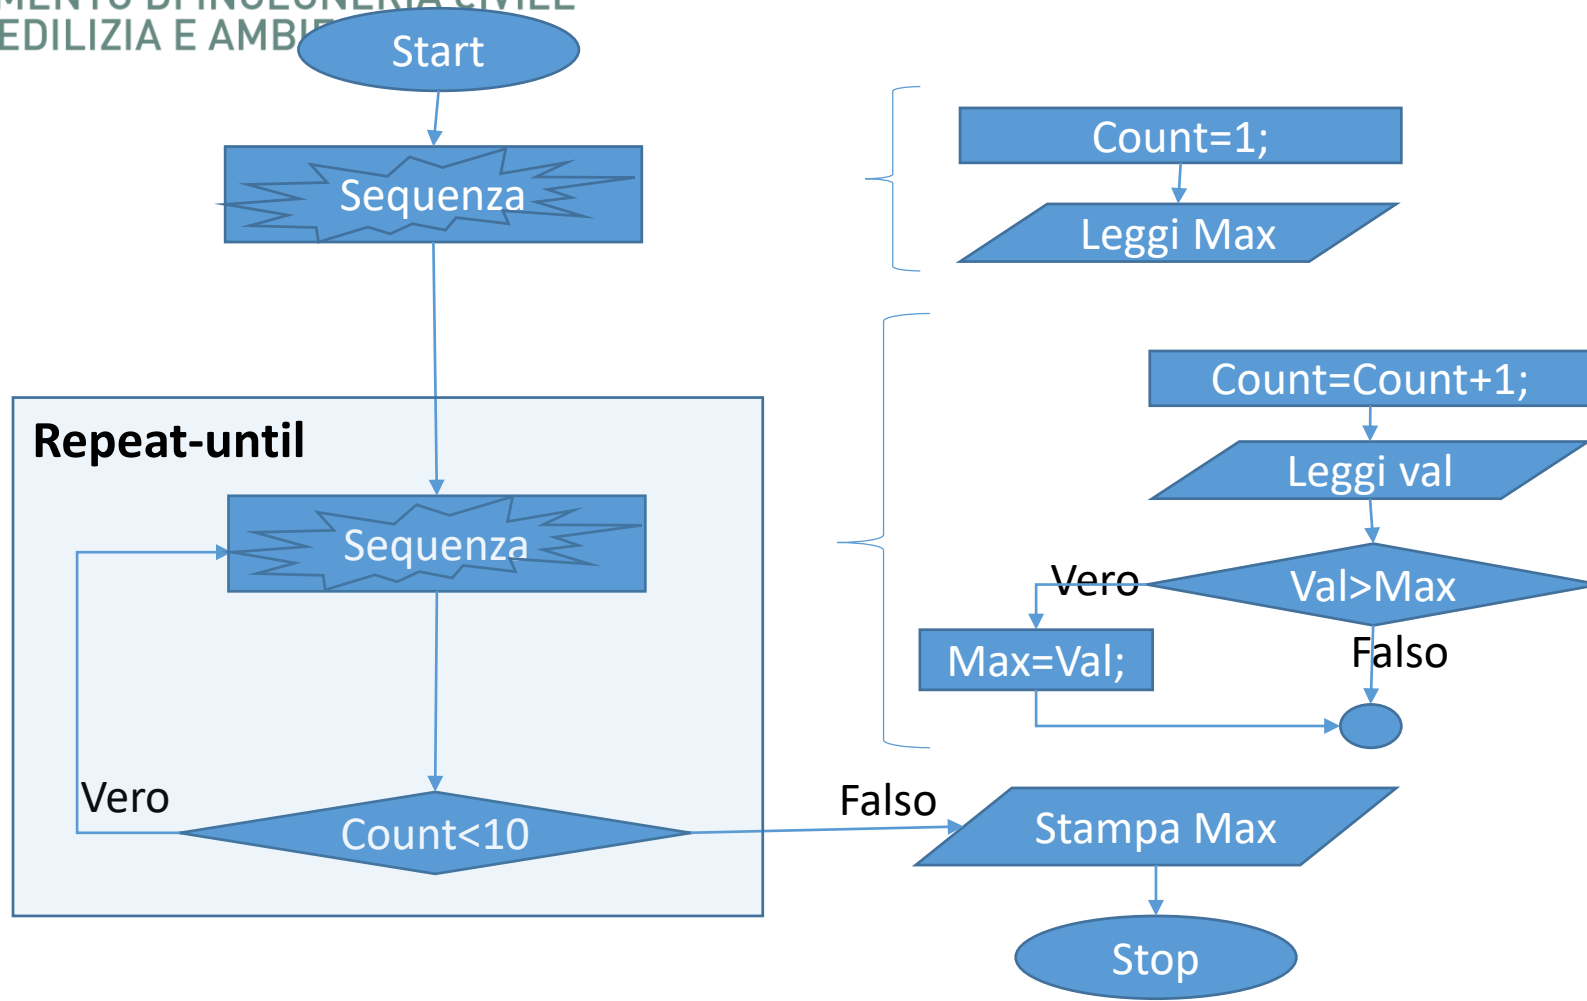 EDILIZIA E
Start
Sequenza
Count=1;
Leggi Max
Repeat-until
Sequenza
Count=Count+1;
Leggi val
Vero
Val>Max
Falso
Max=Val;
Vero
Count<10
Falso
Stampa Max
Stop